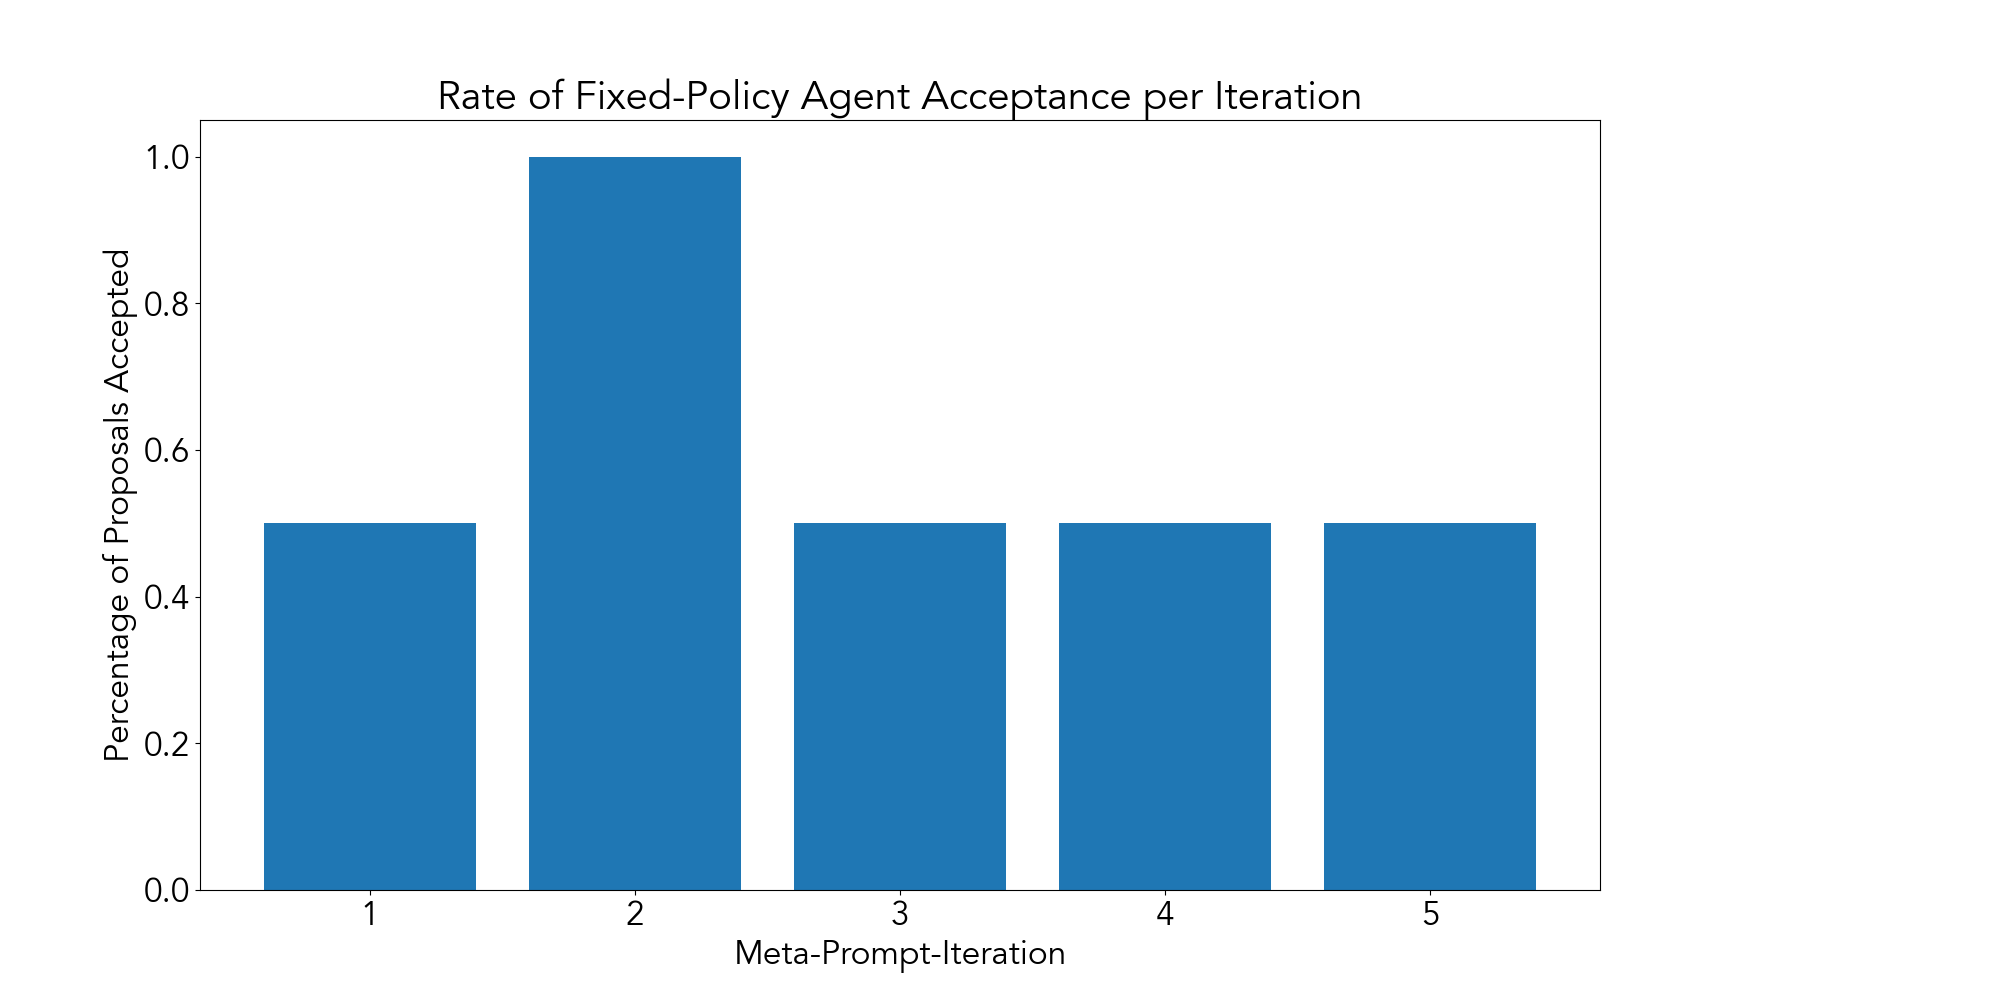 Rate of Fixed-Policy Agent Acceptance per Iteration
Percentage of Proposals Accepted
1.0
0.8
0.6
0.4
0.2
0.0
1 2 3 4 5
Meta-Prompt-Iteration